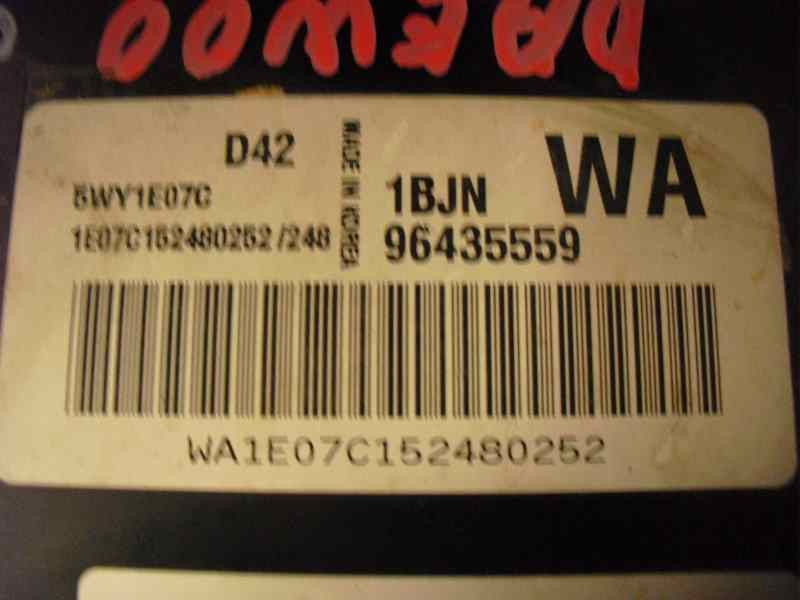 DAEWOO
D42
5WY1E07C
1E07C152480252 /248
MADE IN KOREA
1BJN WA
96435559
WA1E07C152480252